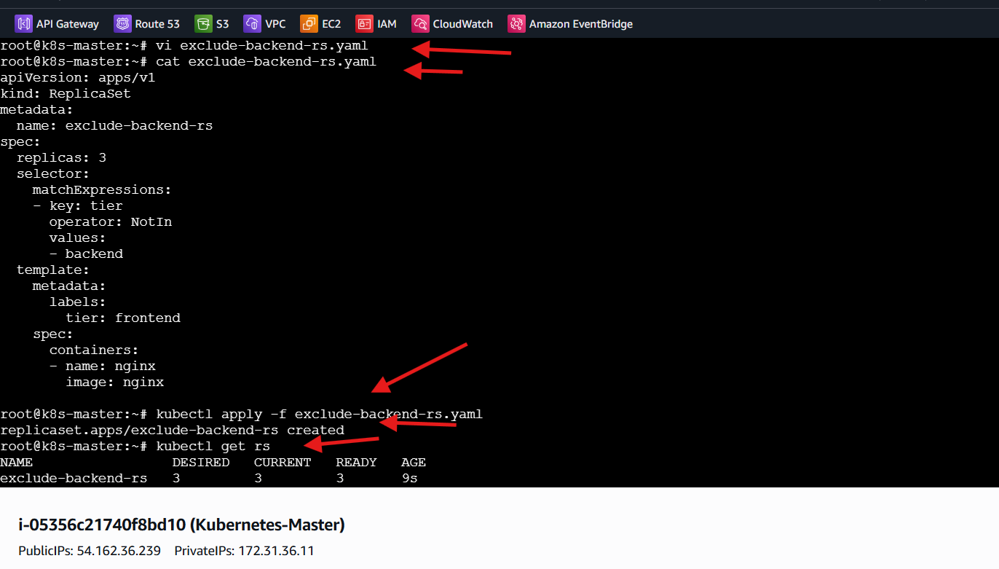 API Gateway Route 53 S3 VPC EC2 IAM CloudWatch Amazon EventBridge
root@k8s-master:~# vi exclude-backend-rs.yaml
root@k8s-master:~# cat exclude-backend-rs.yaml
apiVersion: apps/v1
kind: ReplicaSet
metadata:
  name: exclude-backend-rs
spec:
  replicas: 3
  selector:
    matchExpressions:
    - key: tier
      operator: NotIn
      values:
      - backend
  template:
    metadata:
      labels:
        tier: frontend
    spec:
      containers:
      - name: nginx
        image: nginx
root@k8s-master:~# kubectl apply -f exclude-backend-rs.yaml
replicaset.apps/exclude-backend-rs created
root@k8s-master:~# kubectl get rs
NAME                 DESIRED   CURRENT   READY   AGE
exclude-backend-rs   3         3         3       9s
i-05356c21740f8bd10 (Kubernetes-Master)
PublicIPs: 54.162.36.239 PrivateIPs: 172.31.36.11